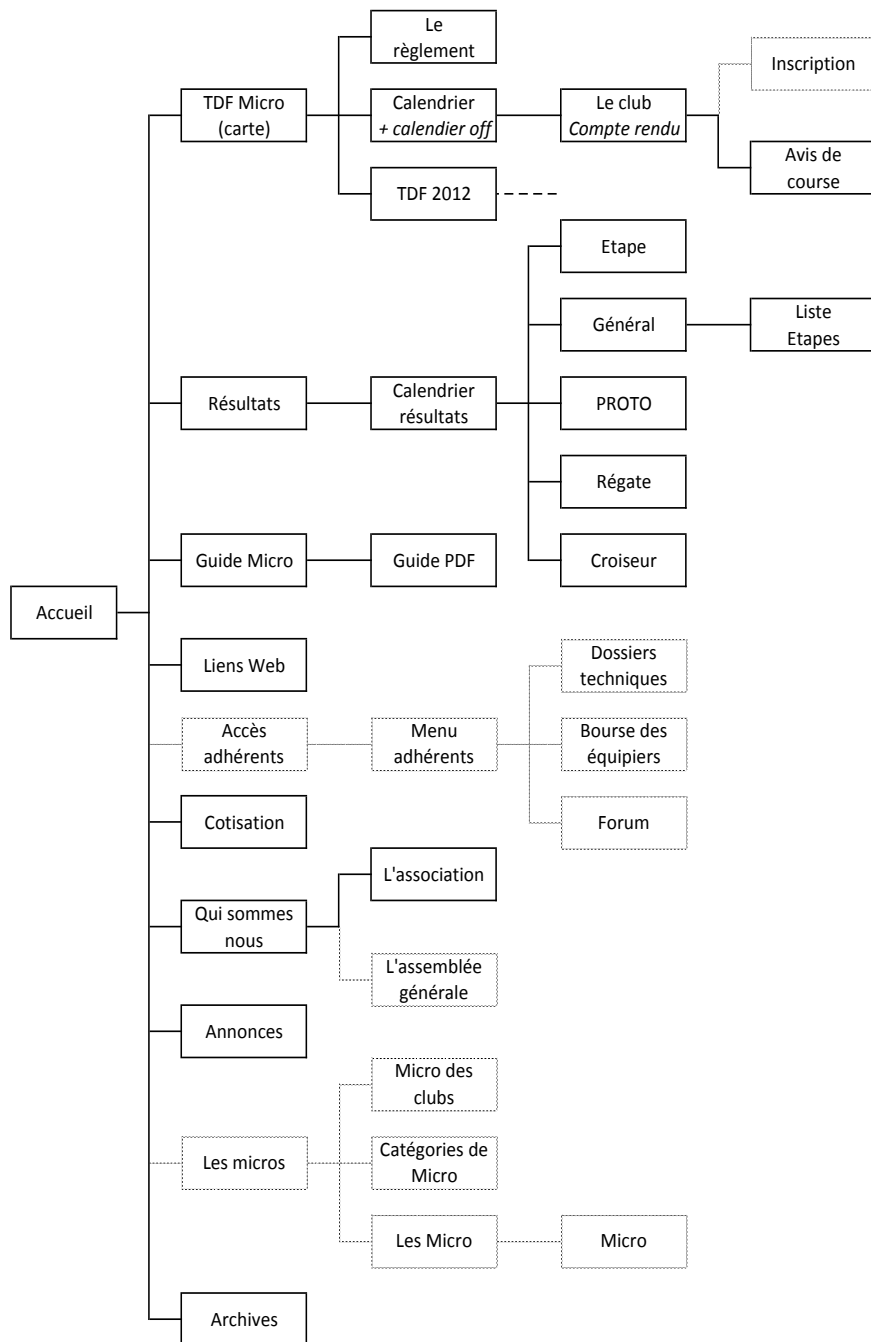 Le
règlement
Inscription
TDF Micro
(carte)
Calendrier
+ calendier off
Le club
Compte rendu
Avis de
course
TDF 2012
Etape
Général
Liste
Etapes
Résultats
Calendrier
résultats
PROTO
Régate
Guide Micro
Guide PDF
Croiseur
Accueil
Liens Web
Dossiers
techniques
Accès
adhérents
Menu
adhérents
Bourse des
équipiers
Cotisation
Forum
L'association
Qui sommes
nous
L'assemblée
générale
Annonces
Micro des
clubs
Les micros
Catégories de
Micro
Les Micro
Micro
Archives